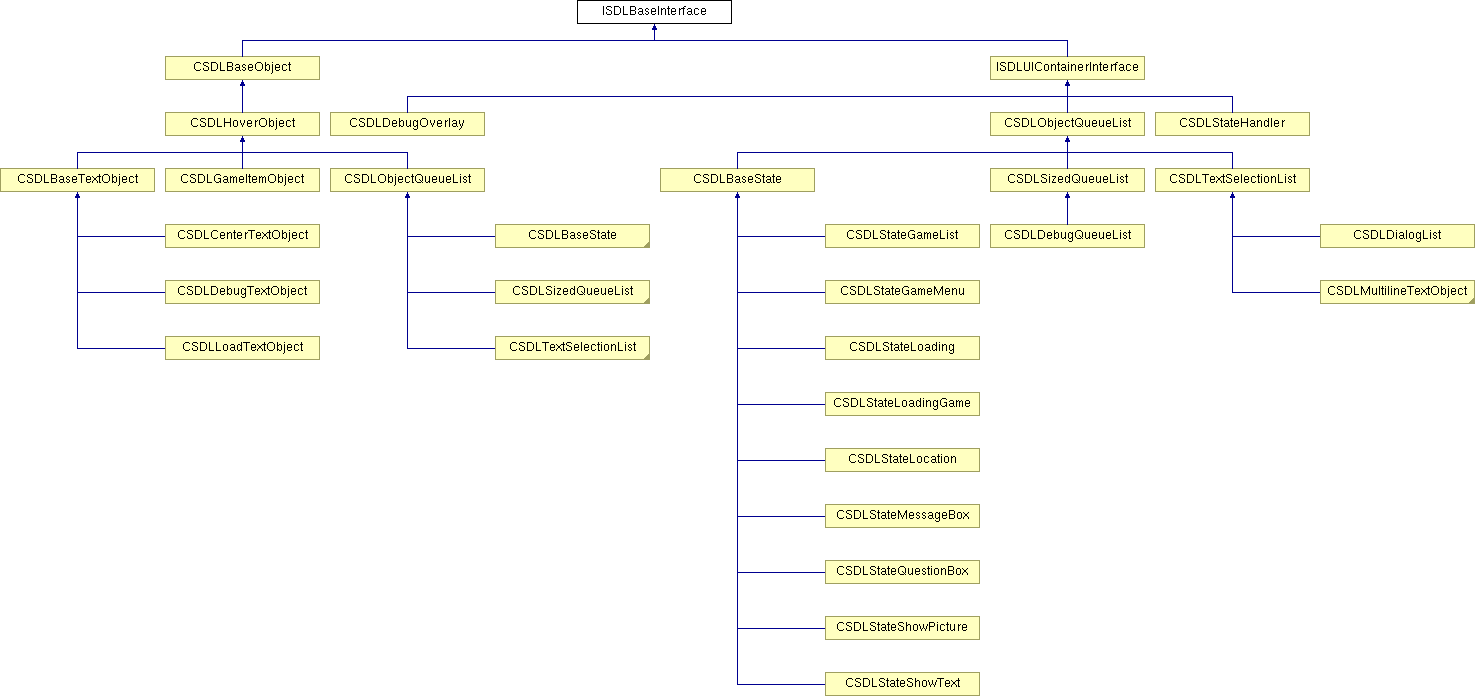 ISDLBaseInterface
CSDLBaseObject
ISDLUIContainerInterface
CSDLHoverObject
CSDLDebugOverlay
CSDLObjectQueueList
CSDLStateHandler
CSDLBaseTextObject
CSDLGameItemObject
CSDLObjectQueueList
CSDLBaseState
CSDLSizedQueueList
CSDLTextSelectionList
CSDLCenterTextObject
CSDLBaseState
CSDLStateGameList
CSDLDebugQueueList
CSDLDialogList
CSDLDebugTextObject
CSDLSizedQueueList
CSDLStateGameMenu
CSDLMultilineTextObject
CSDLLoadTextObject
CSDLTextSelectionList
CSDLStateLoading
CSDLStateLoadingGame
CSDLStateLocation
CSDLStateMessageBox
CSDLStateQuestionBox
CSDLStateShowPicture
CSDLStateShowText